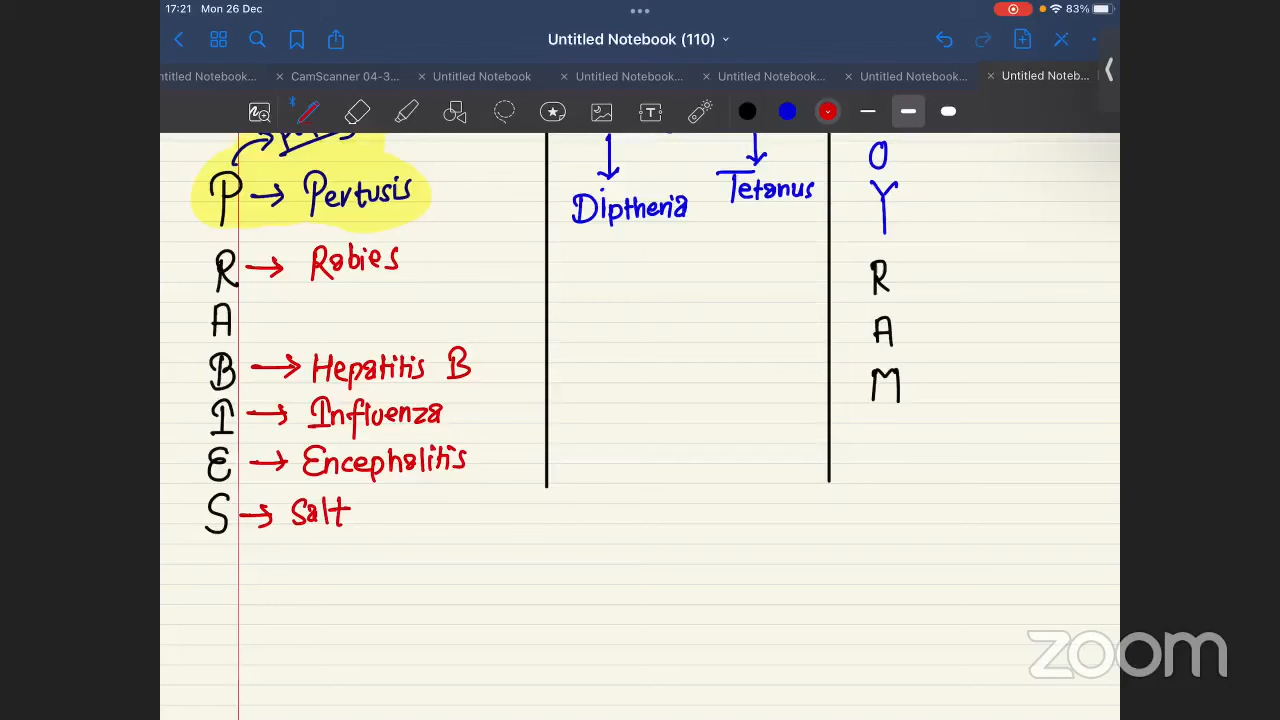 17:21 Mon 26 Dec
83%
Untitled Notebook (110)
ntitled Notebook...
CamScanner 04-3...
Untitled Notebook
Untitled Notebook...
Untitled Notebook...
Untitled Notebook...
Untitled Noteb...
P → Pertusis
R → Rabies
A
B → Hepatitis B
I → Influenza
E → Encephalitis
S → Salt
Diptheria
Tetanus
O
Y
R
A
M
zoom